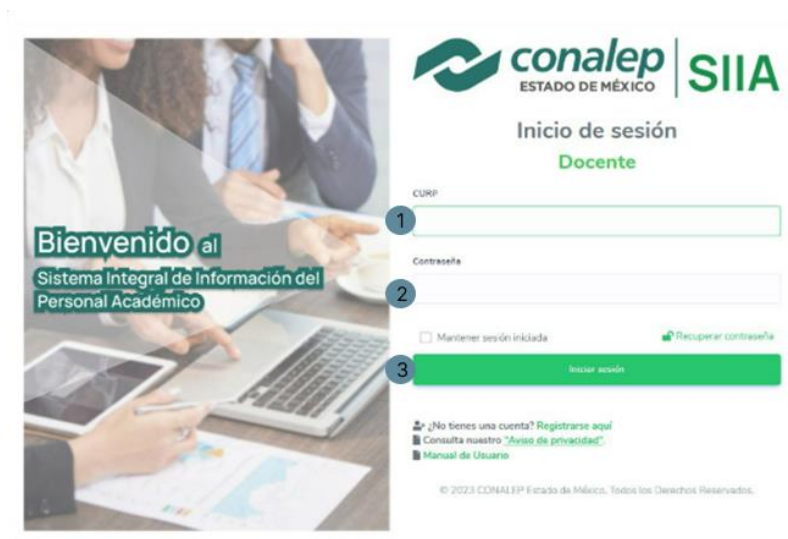 conalep
ESTADO DE MÉXICO
SIIA
Inicio de sesión
Docente
CURP
1
Bienvenido al
Sistema Integral de Información del
Personal Académico
Contraseña
2
Mantener sesión iniciada
Recuperar contraseña
3
Iniciar sesión
¿No tienes una cuenta? Registrarse aquí
Consulta nuestro "Aviso de privacidad".
Manual de Usuario
© 2023 CONALEP Estado de México, Todos los Derechos Reservados.